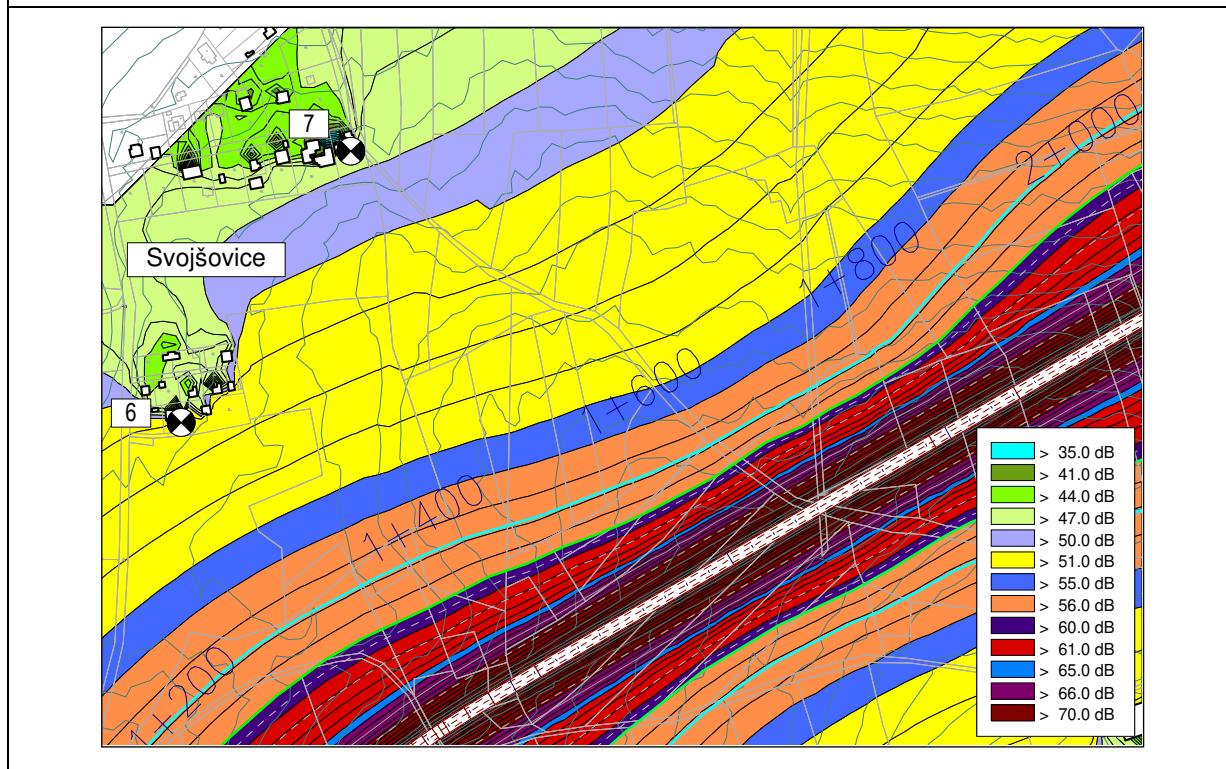 7
Svojšovice
6
2+000
1+800
1+600
1+400
1+200
> 35.0 dB
> 41.0 dB
> 44.0 dB
> 47.0 dB
> 50.0 dB
> 51.0 dB
> 55.0 dB
> 56.0 dB
> 60.0 dB
> 61.0 dB
> 65.0 dB
> 66.0 dB
> 70.0 dB